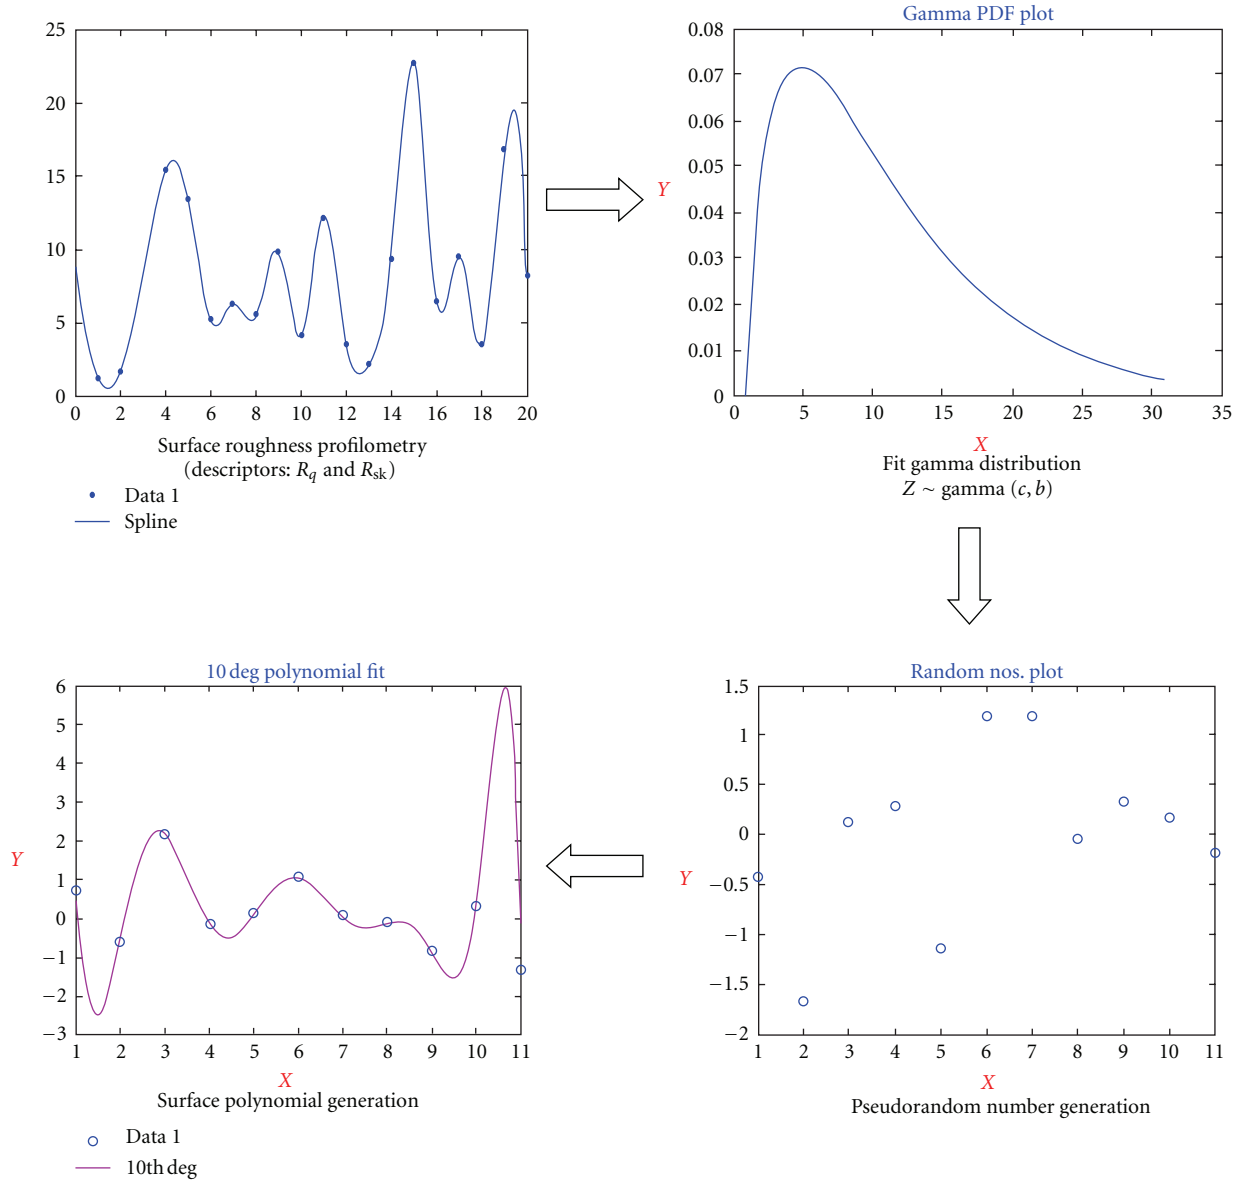 25
20
15
10
5
0
0 2 4 6 8 10 12 14 16 18 20
Surface roughness profilometry
(descriptors: Rq and Rsk)
Data 1
Spline
Gamma PDF plot
0.08
0.07
0.06
0.05
0.04
0.03
0.02
0.01
0
Y
0 5 10 15 20 25 30 35
X
Fit gamma distribution
Z ∼ gamma (c, b)
10 deg polynomial fit
6
5
4
3
2
1
0
−1
−2
−3
Y
1 2 3 4 5 6 7 8 9 10 11
X
Surface polynomial generation
Data 1
10th deg
Random nos. plot
1.5
1
0.5
0
−0.5
−1
−1.5
−2
Y
1 2 3 4 5 6 7 8 9 10 11
X
Pseudorandom number generation